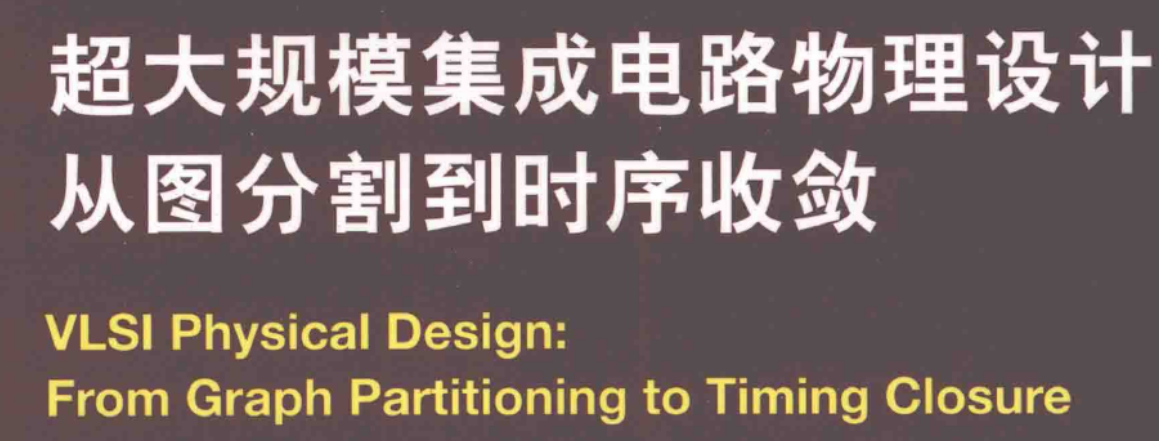 超大规模集成电路物理设计
从图分割到时序收敛
VLSI Physical Design:
From Graph Partitioning to Timing Closure